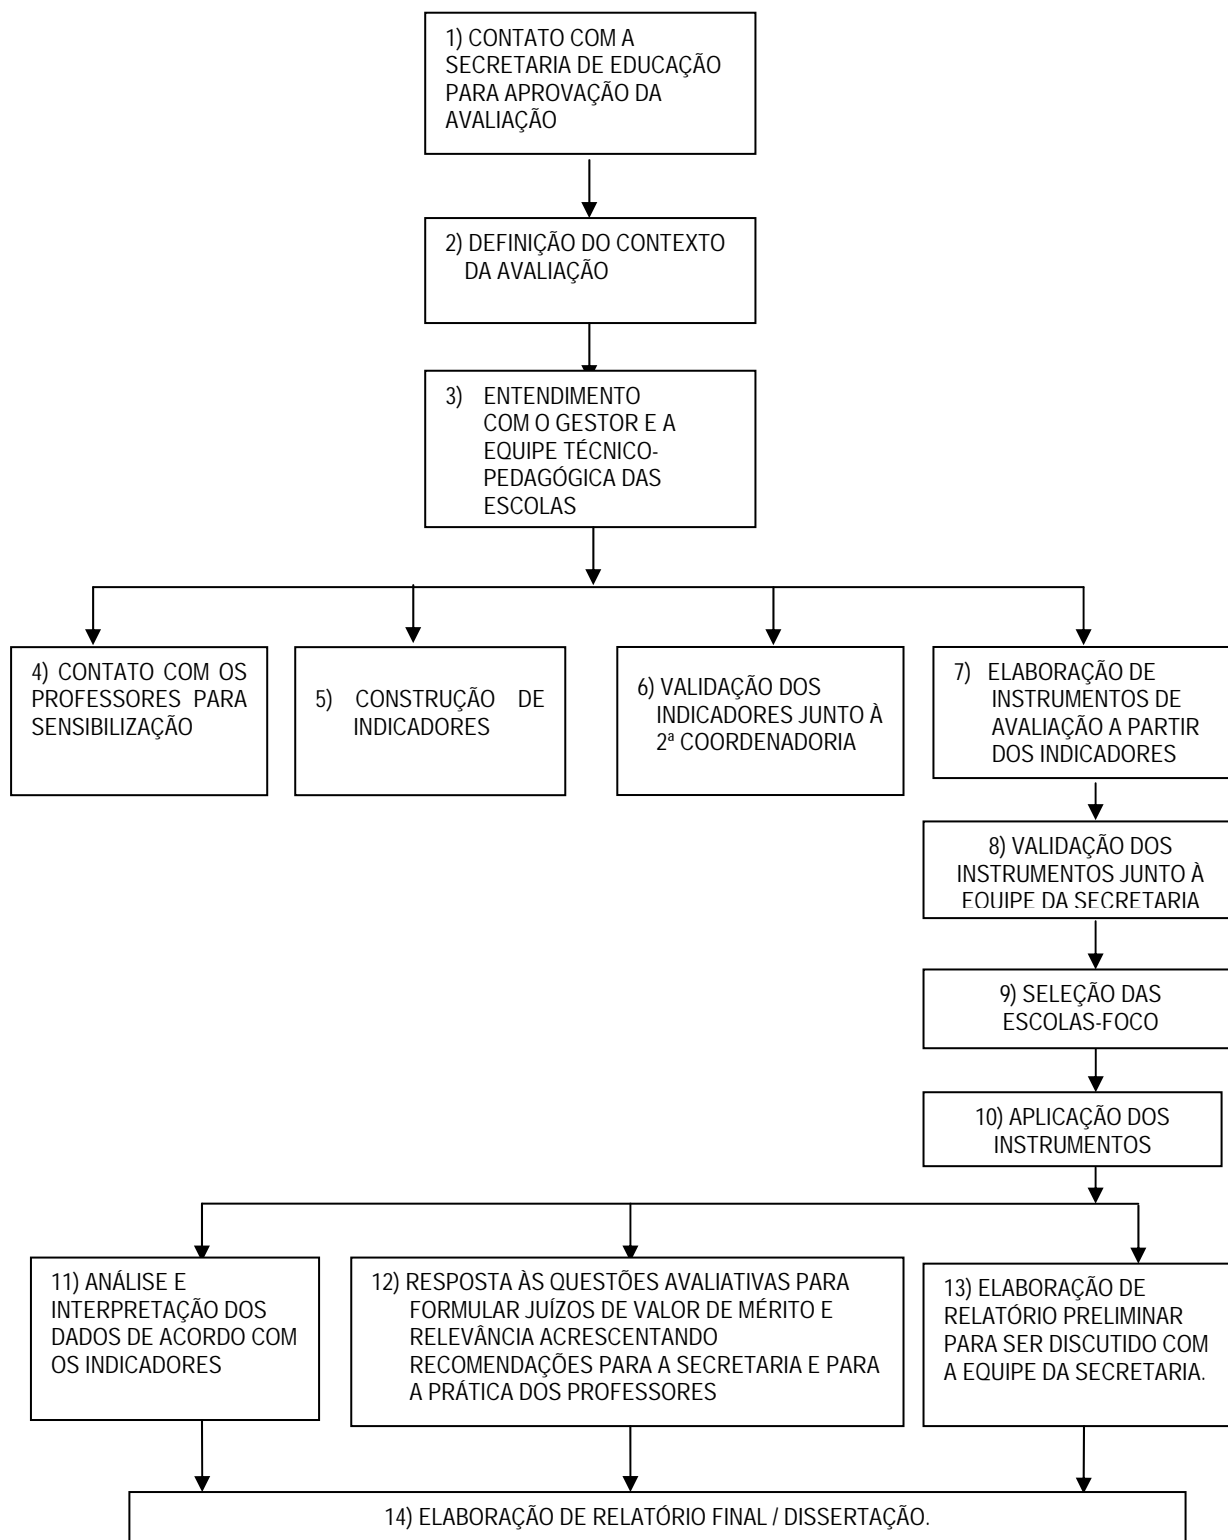 1) CONTATO COM A
SECRETARIA DE EDUCAÇÃO
PARA APROVAÇÃO DA
AVALIAÇÃO
2) DEFINIÇÃO DO CONTEXTO
DA AVALIAÇÃO
3) ENTENDIMENTO
COM O GESTOR E A
EQUIPE TÉCNICO-
PEDAGÓGICA DAS
ESCOLAS
4) CONTATO COM OS
PROFESSORES PARA
SENSIBILIZAÇÃO
5) CONSTRUÇÃO DE
INDICADORES
6) VALIDAÇÃO DOS
INDICADORES JUNTO À
2ª COORDENADORIA
7) ELABORAÇÃO DE
INSTRUMENTOS DE
AVALIAÇÃO A PARTIR
DOS INDICADORES
8) VALIDAÇÃO DOS
INSTRUMENTOS JUNTO À
EQUIPE DA SECRETARIA
9) SELEÇÃO DAS
ESCOLAS-FOCO
10) APLICAÇÃO DOS
INSTRUMENTOS
11) ANÁLISE E
INTERPRETAÇÃO DOS
DADOS DE ACORDO COM
OS INDICADORES
12) RESPOSTA ÀS QUESTÕES AVALIATIVAS PARA
FORMULAR JUÍZOS DE VALOR DE MÉRITO E
RELEVÂNCIA ACRESCENTANDO
RECOMENDAÇÕES PARA A SECRETARIA E PARA
A PRÁTICA DOS PROFESSORES
13) ELABORAÇÃO DE
RELATÓRIO PRELIMINAR
PARA SER DISCUTIDO COM
A EQUIPE DA SECRETARIA.
14) ELABORAÇÃO DE RELATÓRIO FINAL / DISSERTAÇÃO.